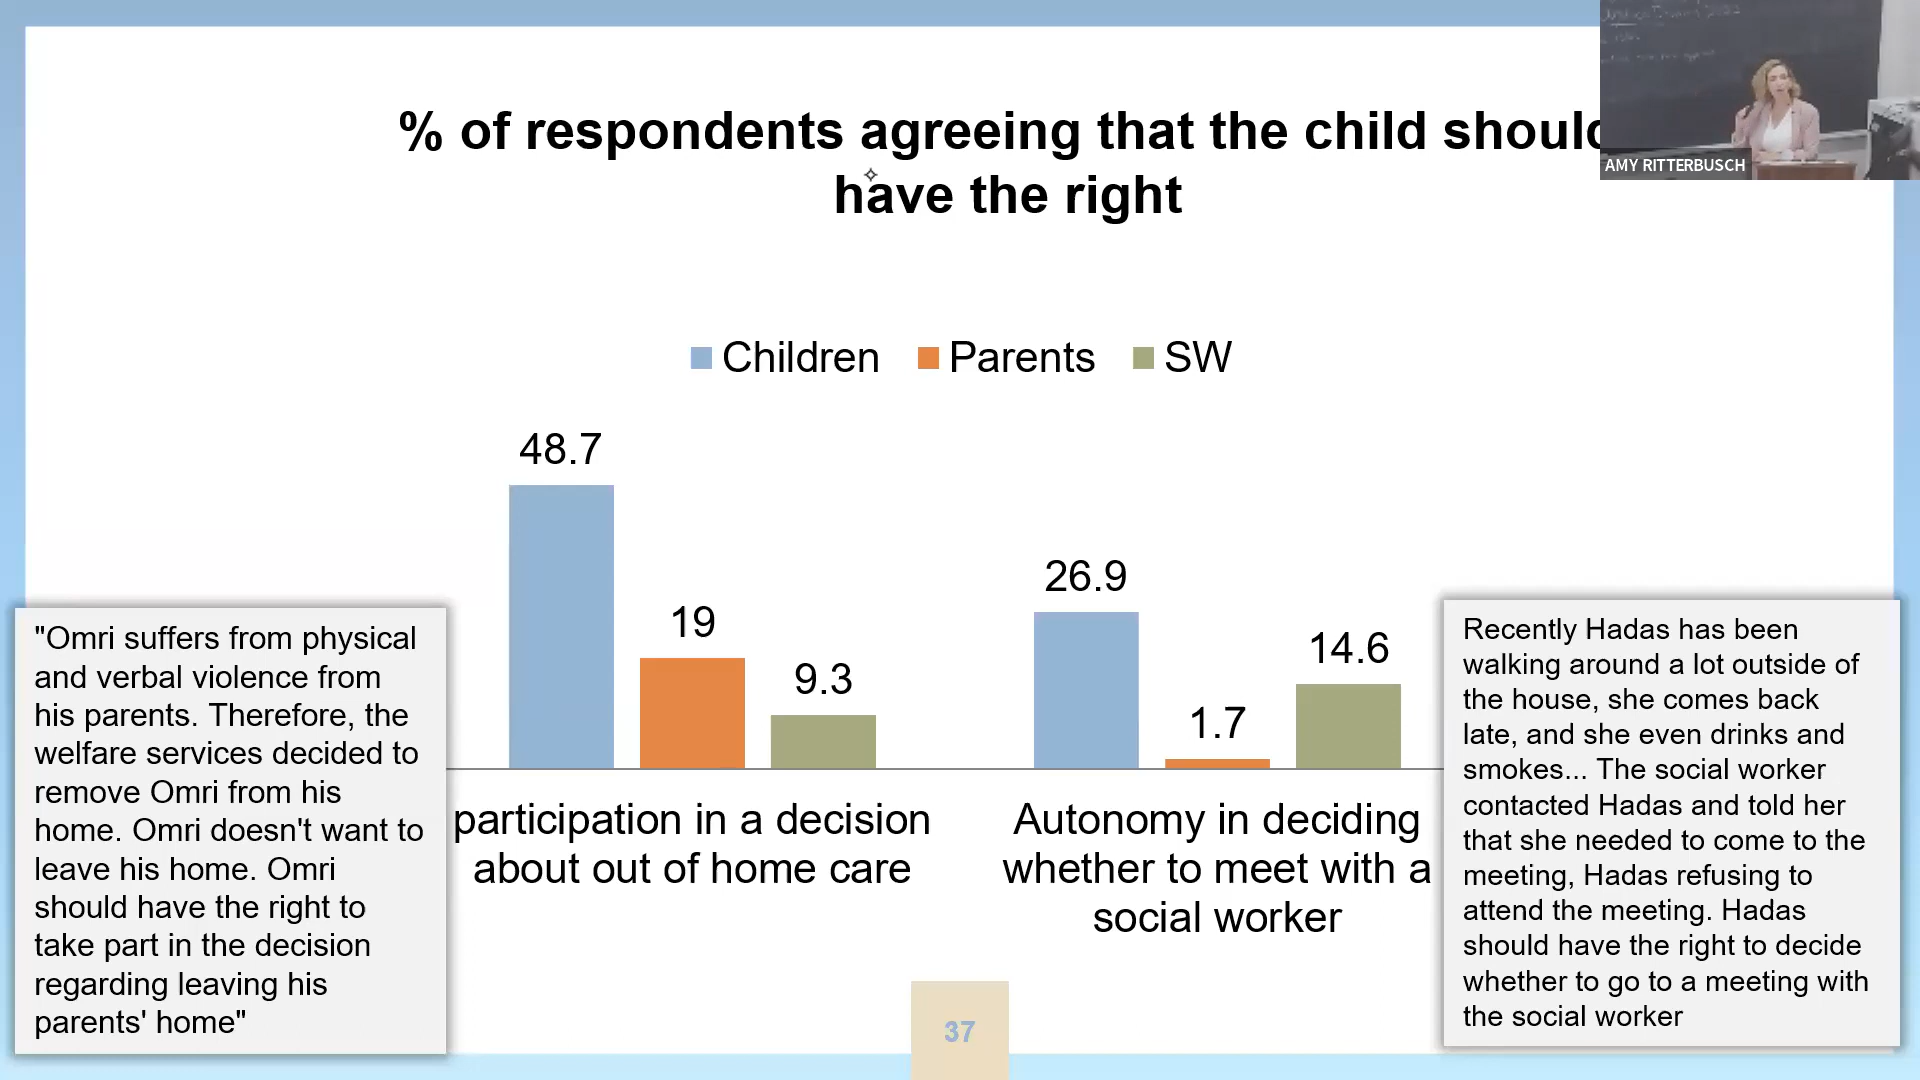 % of respondents agreeing that the child should
have the right
AMY RITTERBUSCH
Children Parents SW
48.7
19
9.3
26.9
1.7
14.6
participation in a decision
about out of home care
Autonomy in deciding
whether to meet with a
social worker
"Omri suffers from physical
and verbal violence from
his parents. Therefore, the
welfare services decided to
remove Omri from his
home. Omri doesn't want to
leave his home. Omri
should have the right to
take part in the decision
regarding leaving his
parents' home"
Recently Hadas has been
walking around a lot outside of
the house, she comes back
late, and she even drinks and
smokes... The social worker
contacted Hadas and told her
that she needed to come to the
meeting, Hadas refusing to
attend the meeting. Hadas
should have the right to decide
whether to go to a meeting with
the social worker
37